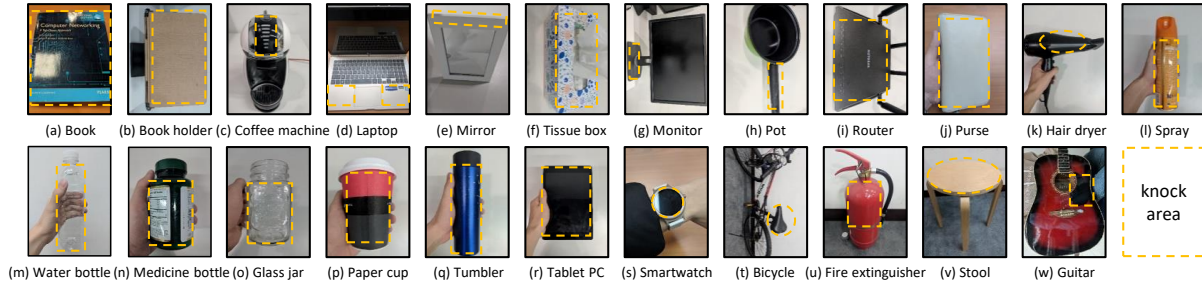 Computer Networking
(a) Book
(b) Book holder
(c) Coffee machine
(d) Laptop
(e) Mirror
(f) Tissue box
(g) Monitor
(h) Pot
(i) Router
(j) Purse
(k) Hair dryer
(l) Spray
(m) Water bottle
(n) Medicine bottle
(o) Glass jar
(p) Paper cup
(q) Tumbler
(r) Tablet PC
(s) Smartwatch
(t) Bicycle
(u) Fire extinguisher
(v) Stool
(w) Guitar
knock
area